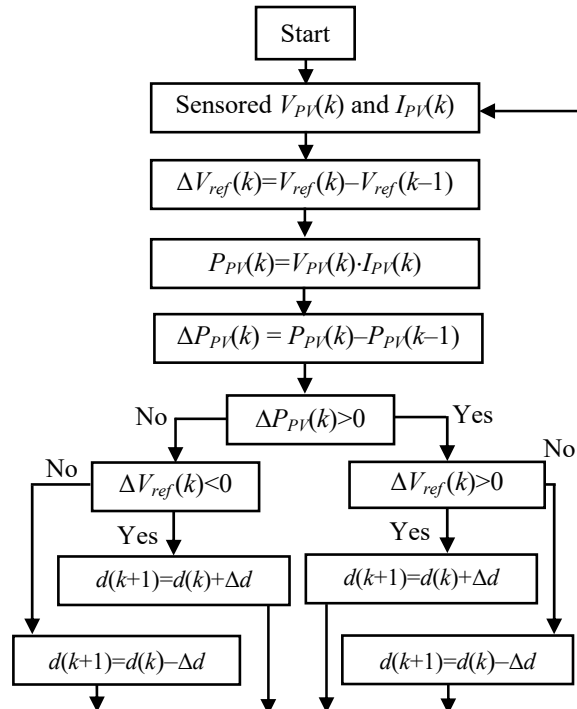 Start
Sensored V_PV(k) and I_PV(k)
ΔV_ref(k)=V_ref(k)–V_ref(k–1)
P_PV(k)=V_PV(k)·I_PV(k)
ΔP_PV(k) = P_PV(k)–P_PV(k–1)
No
ΔP_PV(k)>0
Yes
No
ΔV_ref(k)<0
ΔV_ref(k)>0
No
Yes
Yes
d(k+1)=d(k)+Δd
d(k+1)=d(k)+Δd
d(k+1)=d(k)–Δd
d(k+1)=d(k)–Δd